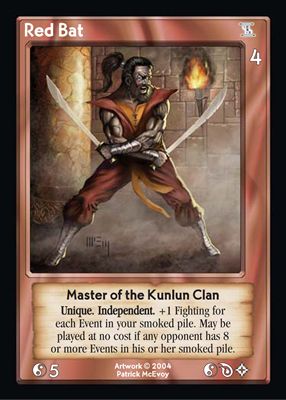 Red Bat
4
McEvoy
Master of the Kunlun Clan
Unique. Independent. +1 Fighting for
each Event in your smoked pile. May be
played at no cost if any opponent has 8
or more Events in his or her smoked pile.
5
Artwork © 2004
Patrick McEvoy